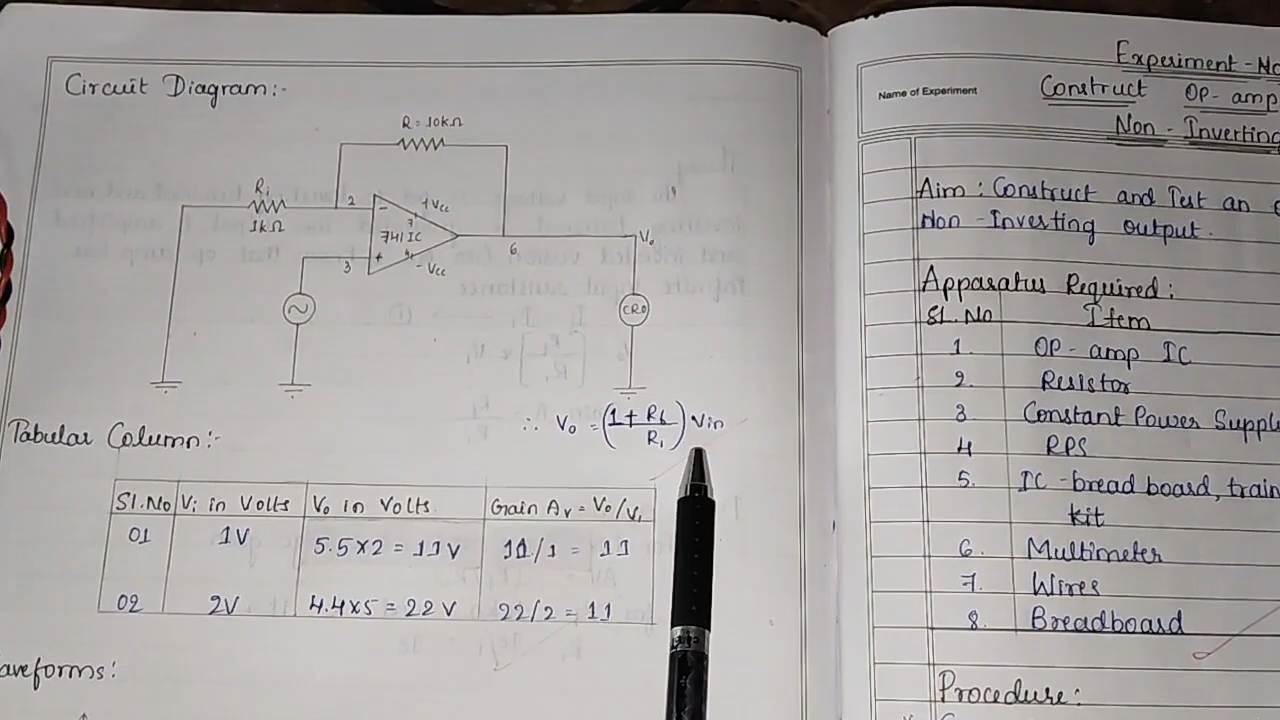 Circuit Diagram:-
R = 10kΩ
Ri
1kΩ
2
+Vcc
7
741 IC
3
- Vcc
6
Vo
CRO
∴ Vo = (1 + Rf / R1) Vin
Tabular Column:-
Sl.No Vi in Volts Vo in Volts. Gain Av = Vo/Vi
01 1V 5.5x2 = 11V 11/1 = 11
02 2V 4.4x5 = 22 V 22/2 = 11
aveforms:
Experiment - No
Name of Experiment Construct OP- amp
Non - Inverting
Aim : Construct and Test an
Non - Inverting output.
Apparatus Required:
Sl. No Item
1. OP- amp IC
2. Resistor
3 Constant Power Supple
4 RPS
5. IC - bread board, train
kit
6. Multimeter
7. Wires
8. Breadboard
Procedure: